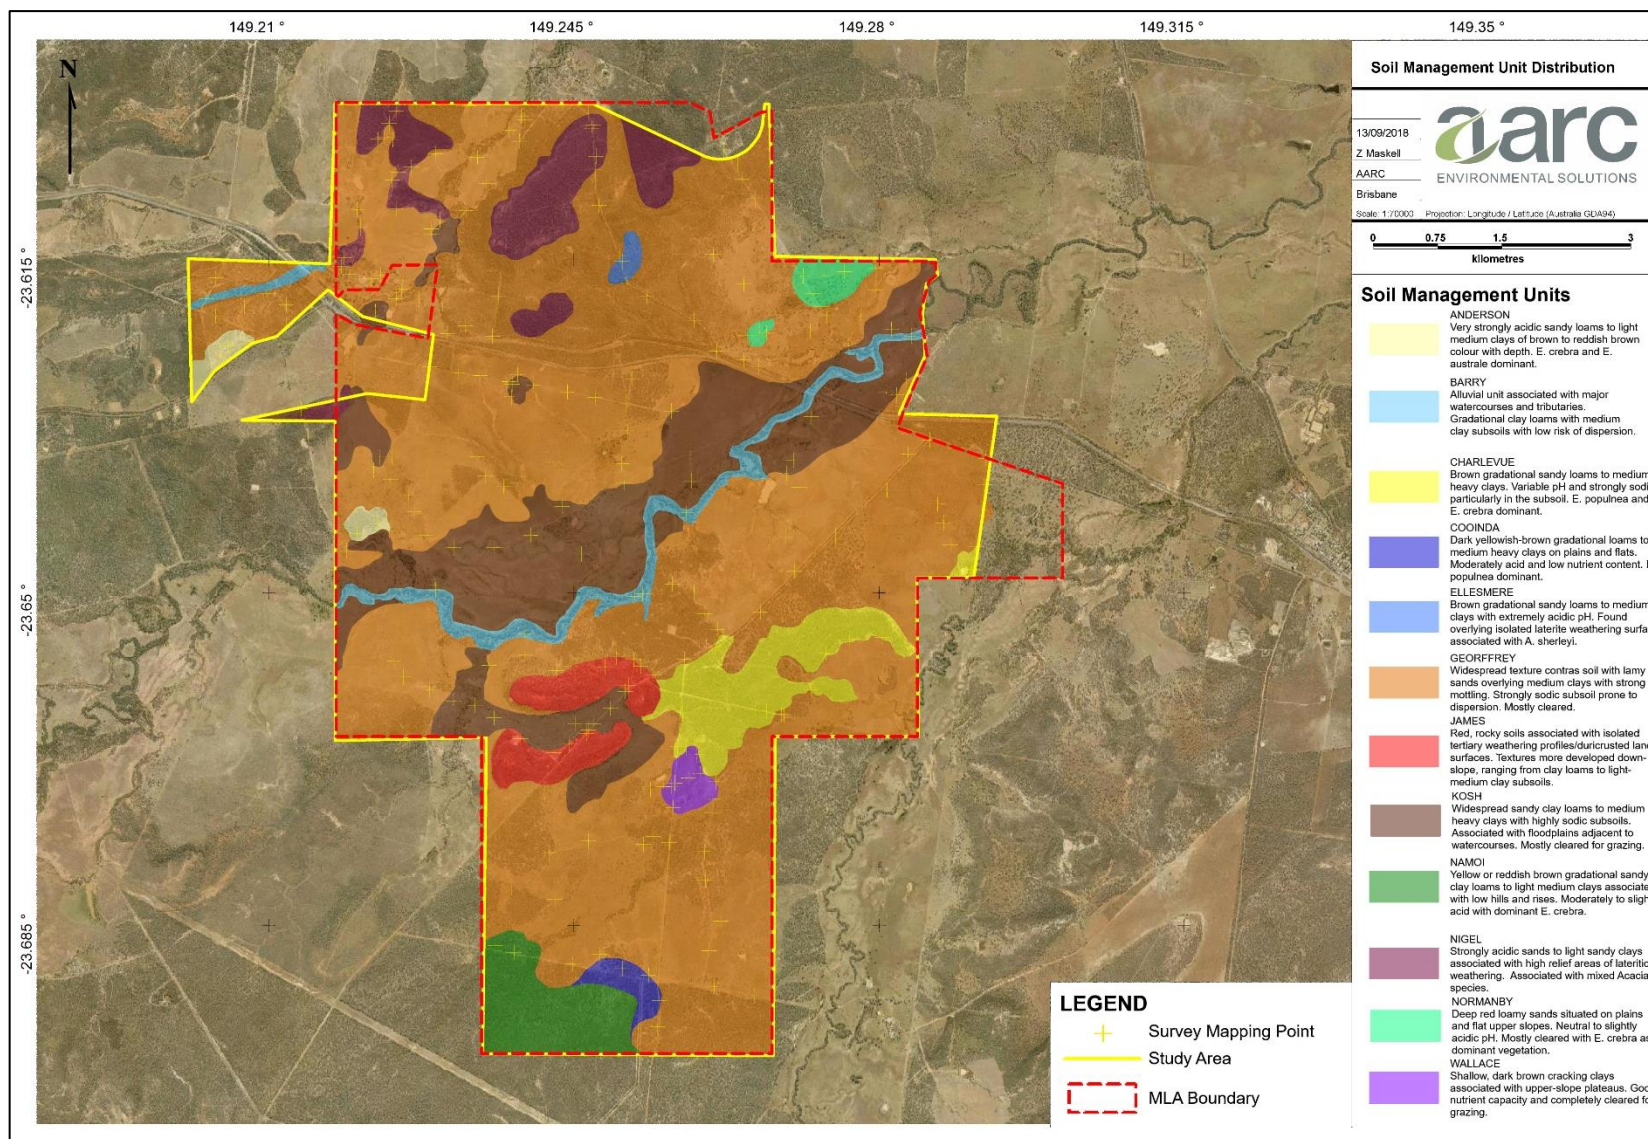 149.21 °
149.245 °
149.28 °
149.315 °
149.35 °
N
-23.615 °
-23.65 °
-23.685 °
Soil Management Unit Distribution
13/09/2018
Z Maskell
AARC
Brisbane
aarc
ENVIRONMENTAL SOLUTIONS
Scale: 1:70000 Projection: Longitude / Latitude (Australia GDA94)
0 0.75 1.5 3
kilometres
Soil Management Units
ANDERSON
Very strongly acidic sandy loams to light
medium clays of brown to reddish brown
colour with depth. E. crebra and E.
australe dominant.
BARRY
Alluvial unit associated with major
watercourses and tributaries.
Gradational clay loams with medium
clay subsoils with low risk of dispersion.
CHARLEVUE
Brown gradational sandy loams to medium
heavy clays. Variable pH and strongly sodi
particularly in the subsoil. E. populnea and
E. crebra dominant.
COOINDA
Dark yellowish-brown gradational loams to
medium heavy clays on plains and flats.
Moderately acid and low nutrient content.
populnea dominant.
ELLESMERE
Brown gradational sandy loams to medium
clays with extremely acidic pH. Found
overlying isolated laterite weathering surfa
associated with A. sherleyi.
GEORFFREY
Widespread texture contras soil with lamy
sands overlying medium clays with strong
mottling. Strongly sodic subsoil prone to
dispersion. Mostly cleared.
JAMES
Red, rocky soils associated with isolated
tertiary weathering profiles/duricrusted lan
surfaces. Textures more developed down-
slope, ranging from clay loams to light-
medium clay subsoils.
KOSH
Widespread sandy clay loams to medium
heavy clays with highly sodic subsoils.
Associated with floodplains adjacent to
watercourses. Mostly cleared for grazing.
NAMOI
Yellow or reddish brown gradational sandy
clay loams to light medium clays associate
with low hills and rises. Moderately to sligh
acid with dominant E. crebra.
NIGEL
Strongly acidic sands to light sandy clays
associated with high relief areas of lateritic
weathering. Associated with mixed Acacia
species.
NORMANBY
Deep red loamy sands situated on plains
and flat upper slopes. Neutral to slightly
acidic pH. Mostly cleared with E. crebra as
dominant vegetation.
WALLACE
Shallow, dark brown cracking clays
associated with upper-slope plateaus. Goo
nutrient capacity and completely cleared fo
grazing.
LEGEND
Survey Mapping Point
Study Area
MLA Boundary